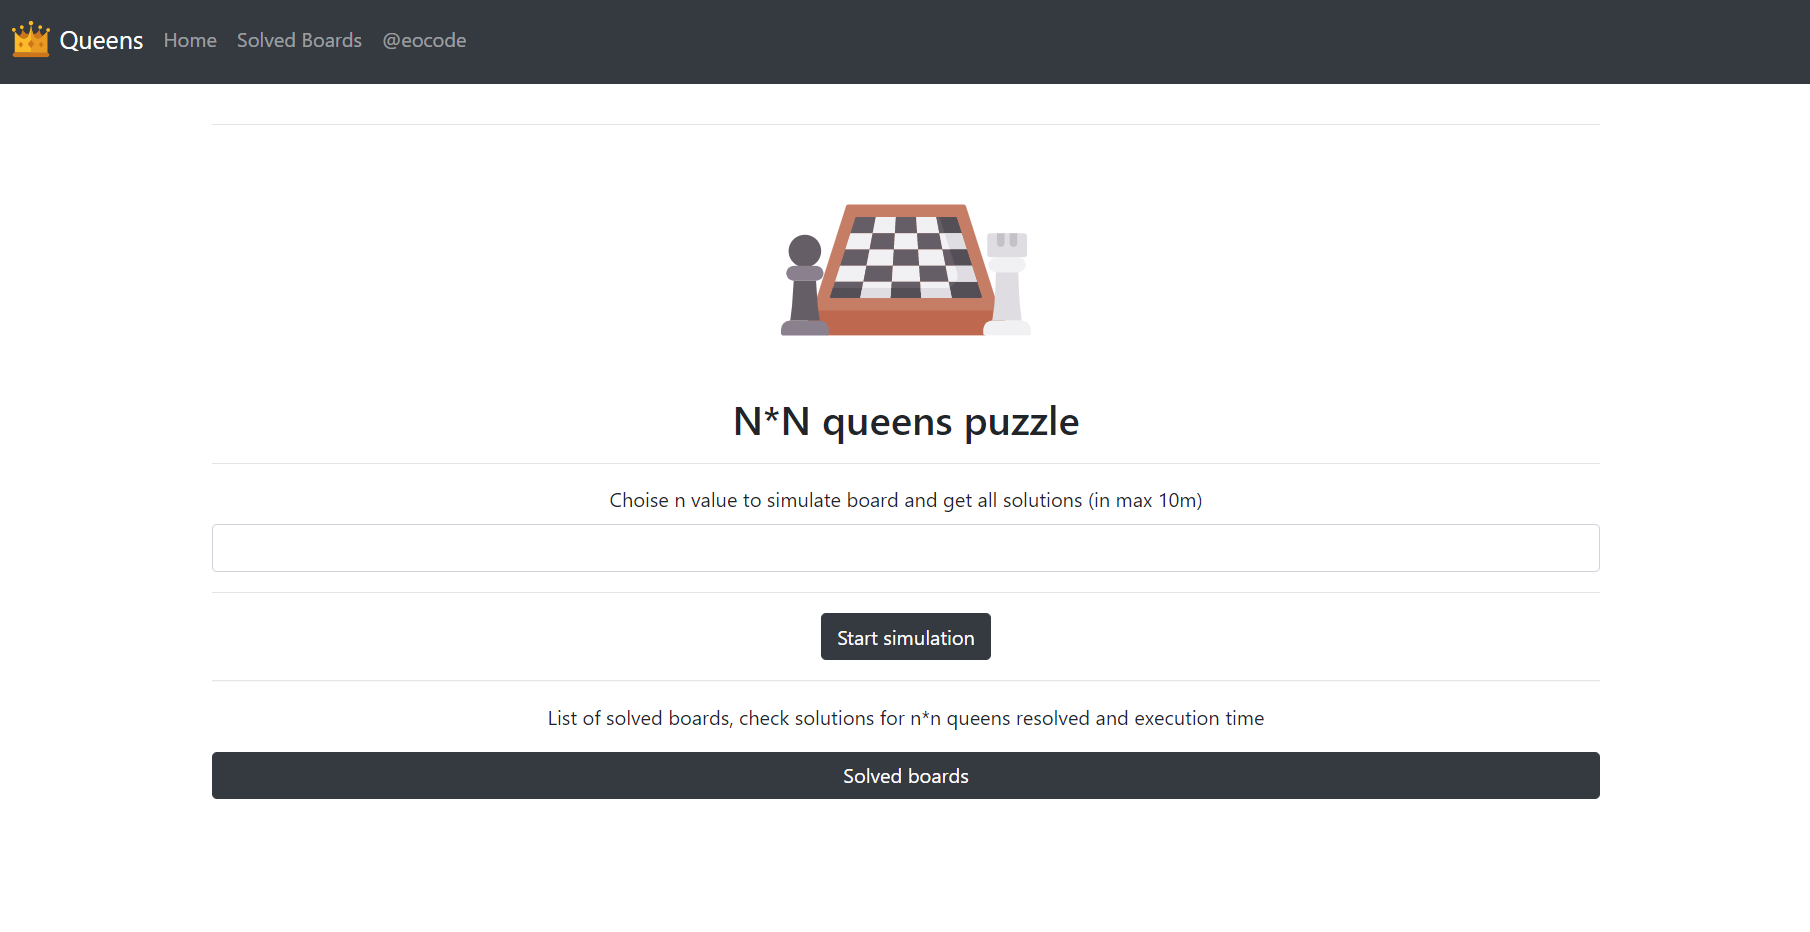 Queens Home Solved Boards @eocode
N*N queens puzzle
Choise n value to simulate board and get all solutions (in max 10m)
Start simulation
List of solved boards, check solutions for n*n queens resolved and execution time
Solved boards